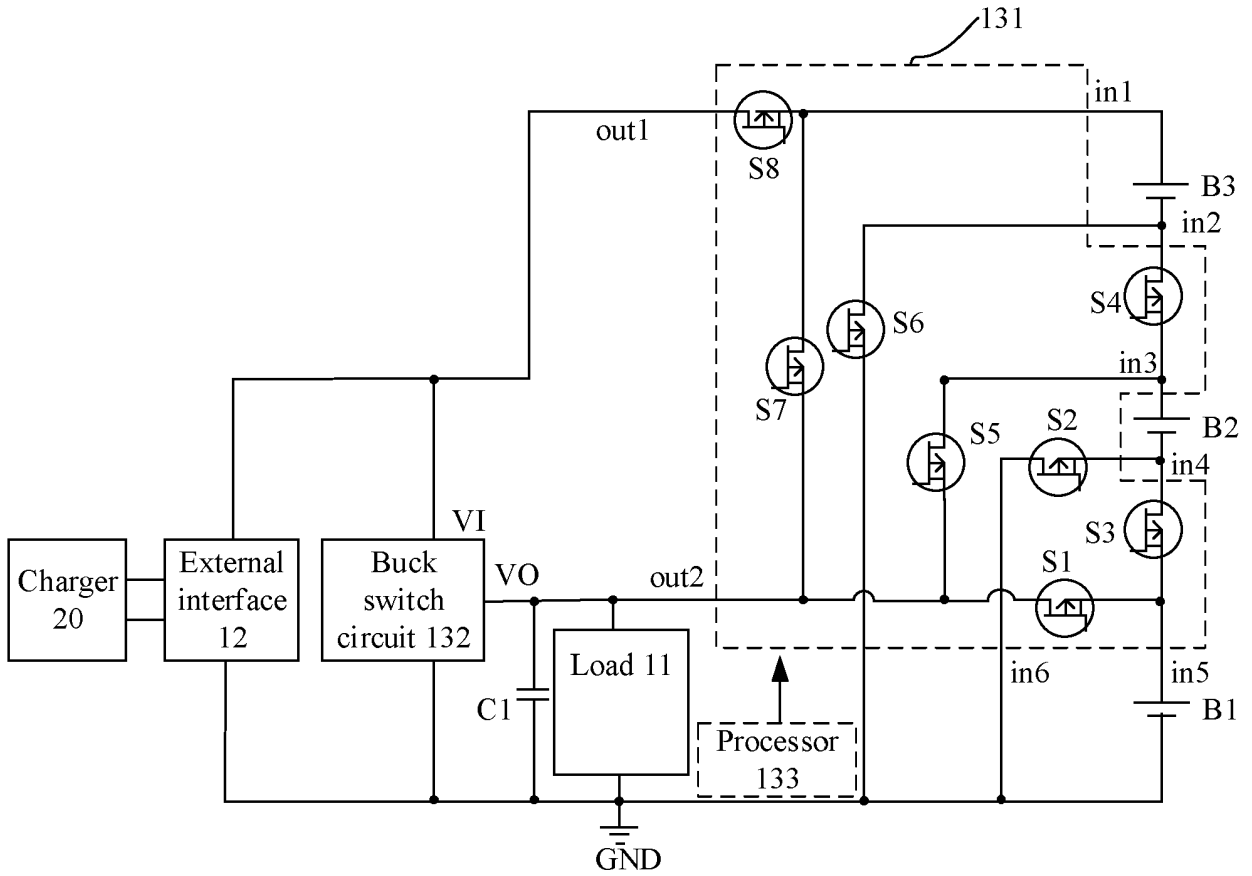 131
in1
out1
S8
B3
in2
S4
S6
in3
S7
S2
B2
S5
in4
VI
S3
Charger
20
External
interface
12
Buck
switch
circuit 132
VO
out2
S1
Load 11
in6
in5
C1
Processor
133
B1
GND